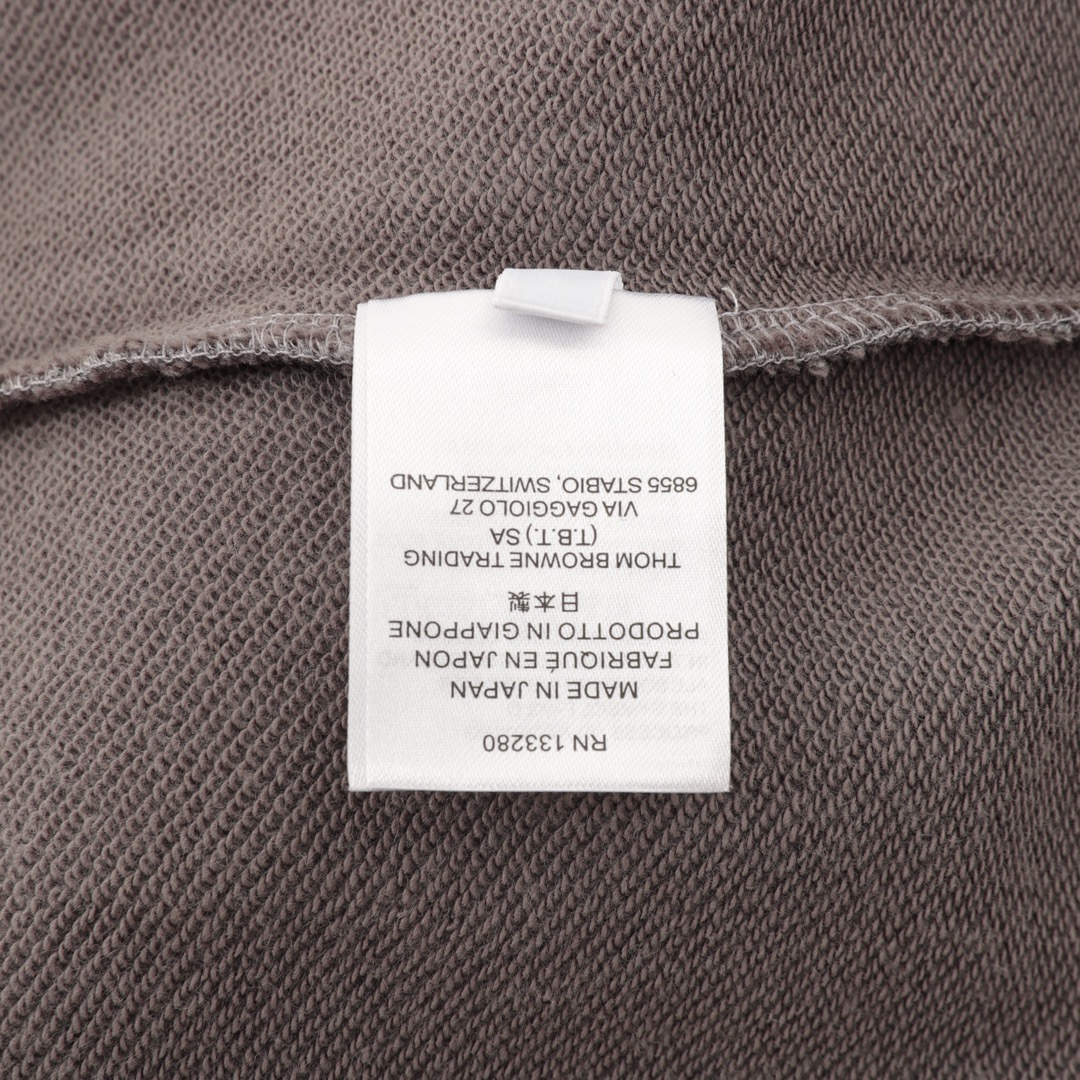 RN 133280
MADE IN JAPAN
FABRIQUÉ EN JAPON
PRODOTTO IN GIAPPONE
日本製
THOM BROWNE TRADING
(T.B.T.) SA
VIA GAGGIOLO 27
6855 STABIO, SWITZERLAND